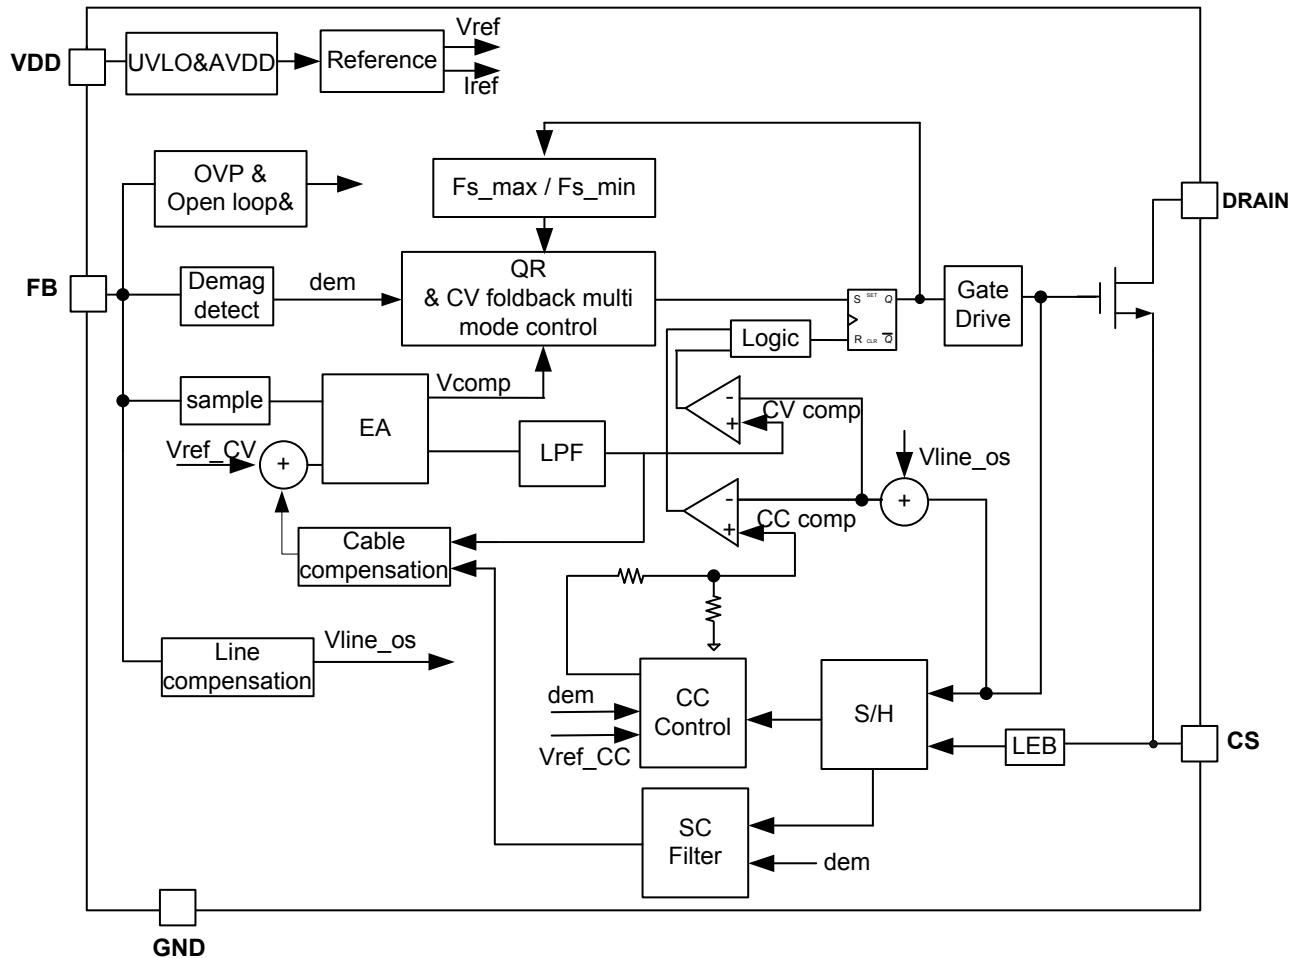 Vref
VDD
UVLO&AVDD
Reference
Iref
OVP &
Open loop&
Fs_max / Fs_min
DRAIN
FB
Demag
detect
dem
QR
& CV foldback multi
mode control
S SET Q
R CLR Q
Gate
Drive
Logic
sample
Vcomp
EA
-
+
CV comp
Vref_CV
+
LPF
Vline_os
-
+
CC comp
+
Cable
compensation
Line
compensation
Vline_os
dem
Vref_CC
CC
Control
S/H
LEB
CS
SC
Filter
dem
GND